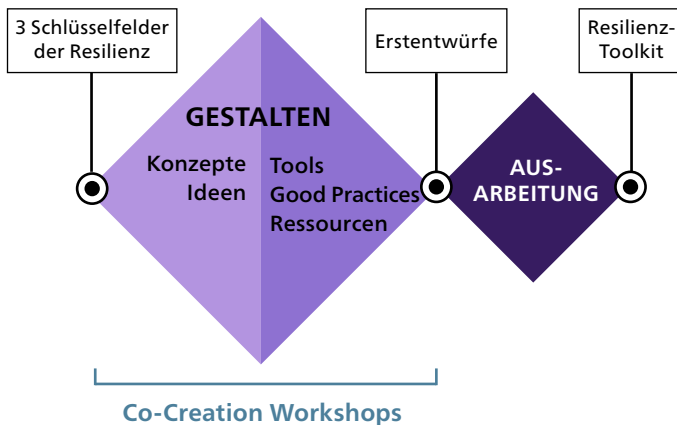 3 Schlüsselfelder
der Resilienz
Erstentwürfe
Resilienz-
Toolkit
GESTALTEN
Konzepte
Ideen
Tools
Good Practices
Ressourcen
AUS-
ARBEITUNG
Co-Creation Workshops